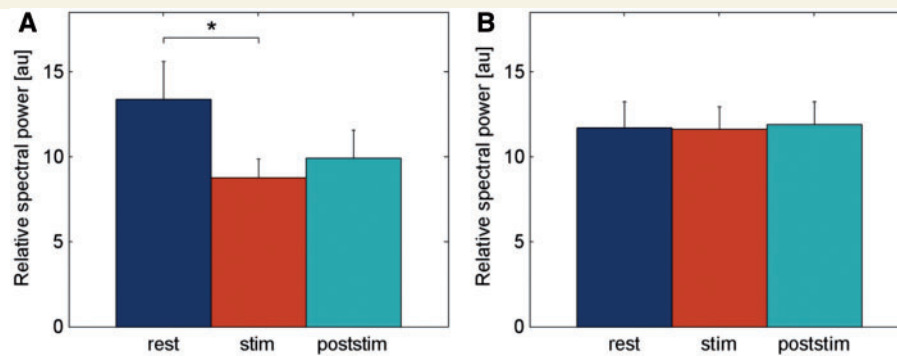 A
*
Relative spectral power [au]
15
10
5
0
rest stim poststim
B
Relative spectral power [au]
15
10
5
0
rest stim poststim